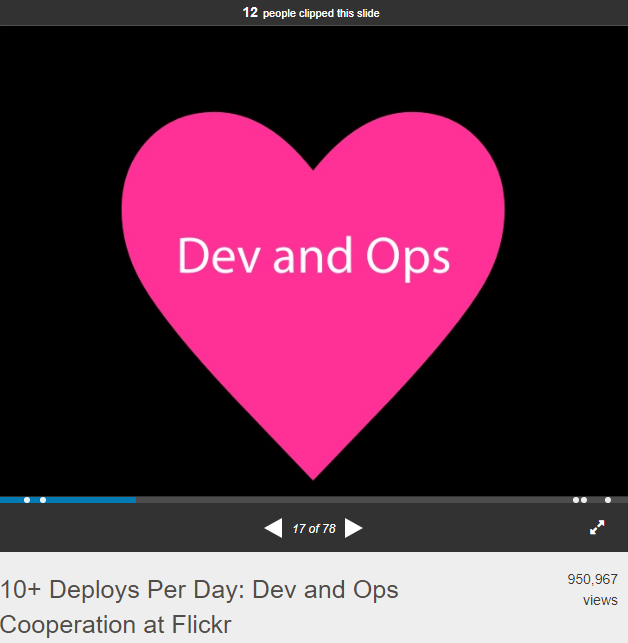 12 people clipped this slide
Dev and Ops
17 of 78
10+ Deploys Per Day: Dev and Ops
Cooperation at Flickr
950,967
views